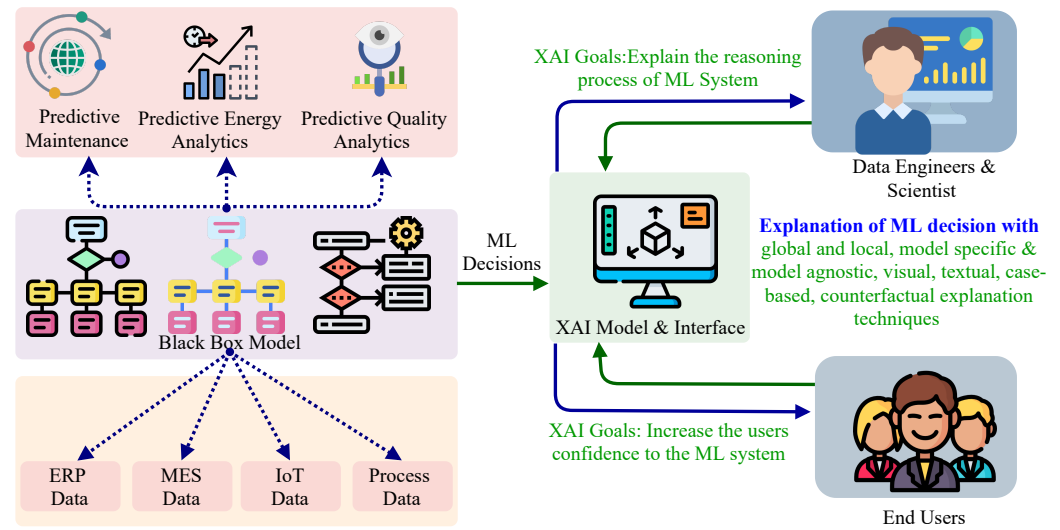 Predictive
Maintenance
Predictive Energy
Analytics
Predictive Quality
Analytics
Black Box Model
ERP
Data
MES
Data
IoT
Data
Process
Data
ML
Decisions
XAI Goals:Explain the reasoning
process of ML System
XAI Model & Interface
XAI Goals: Increase the users
confidence to the ML system
Data Engineers &
Scientist
Explanation of ML decision with
global and local, model specific &
model agnostic, visual, textual, case-
based, counterfactual explanation
techniques
End Users